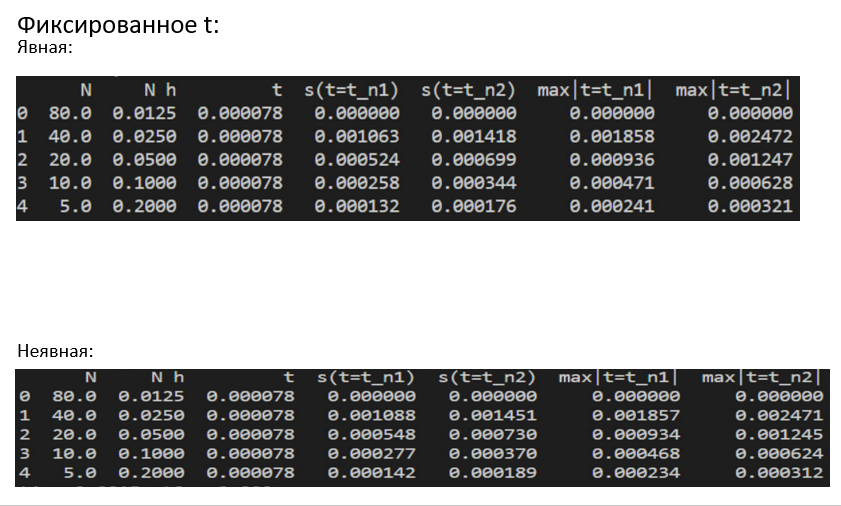 Фиксированное t:
Явная:
N N h t s(t=t_n1) s(t=t_n2) max|t=t_n1| max|t=t_n2|
0 80.0 0.0125 0.000078 0.000000 0.000000 0.000000 0.000000
1 40.0 0.0250 0.000078 0.001063 0.001418 0.001858 0.002472
2 20.0 0.0500 0.000078 0.000524 0.000699 0.000936 0.001247
3 10.0 0.1000 0.000078 0.000258 0.000344 0.000471 0.000628
4 5.0 0.2000 0.000078 0.000132 0.000176 0.000241 0.000321
Неявная:
N N h t s(t=t_n1) s(t=t_n2) max|t=t_n1| max|t=t_n2|
0 80.0 0.0125 0.000078 0.000000 0.000000 0.000000 0.000000
1 40.0 0.0250 0.000078 0.001088 0.001451 0.001857 0.002471
2 20.0 0.0500 0.000078 0.000548 0.000730 0.000934 0.001245
3 10.0 0.1000 0.000078 0.000277 0.000370 0.000468 0.000624
4 5.0 0.2000 0.000078 0.000142 0.000189 0.000234 0.000312